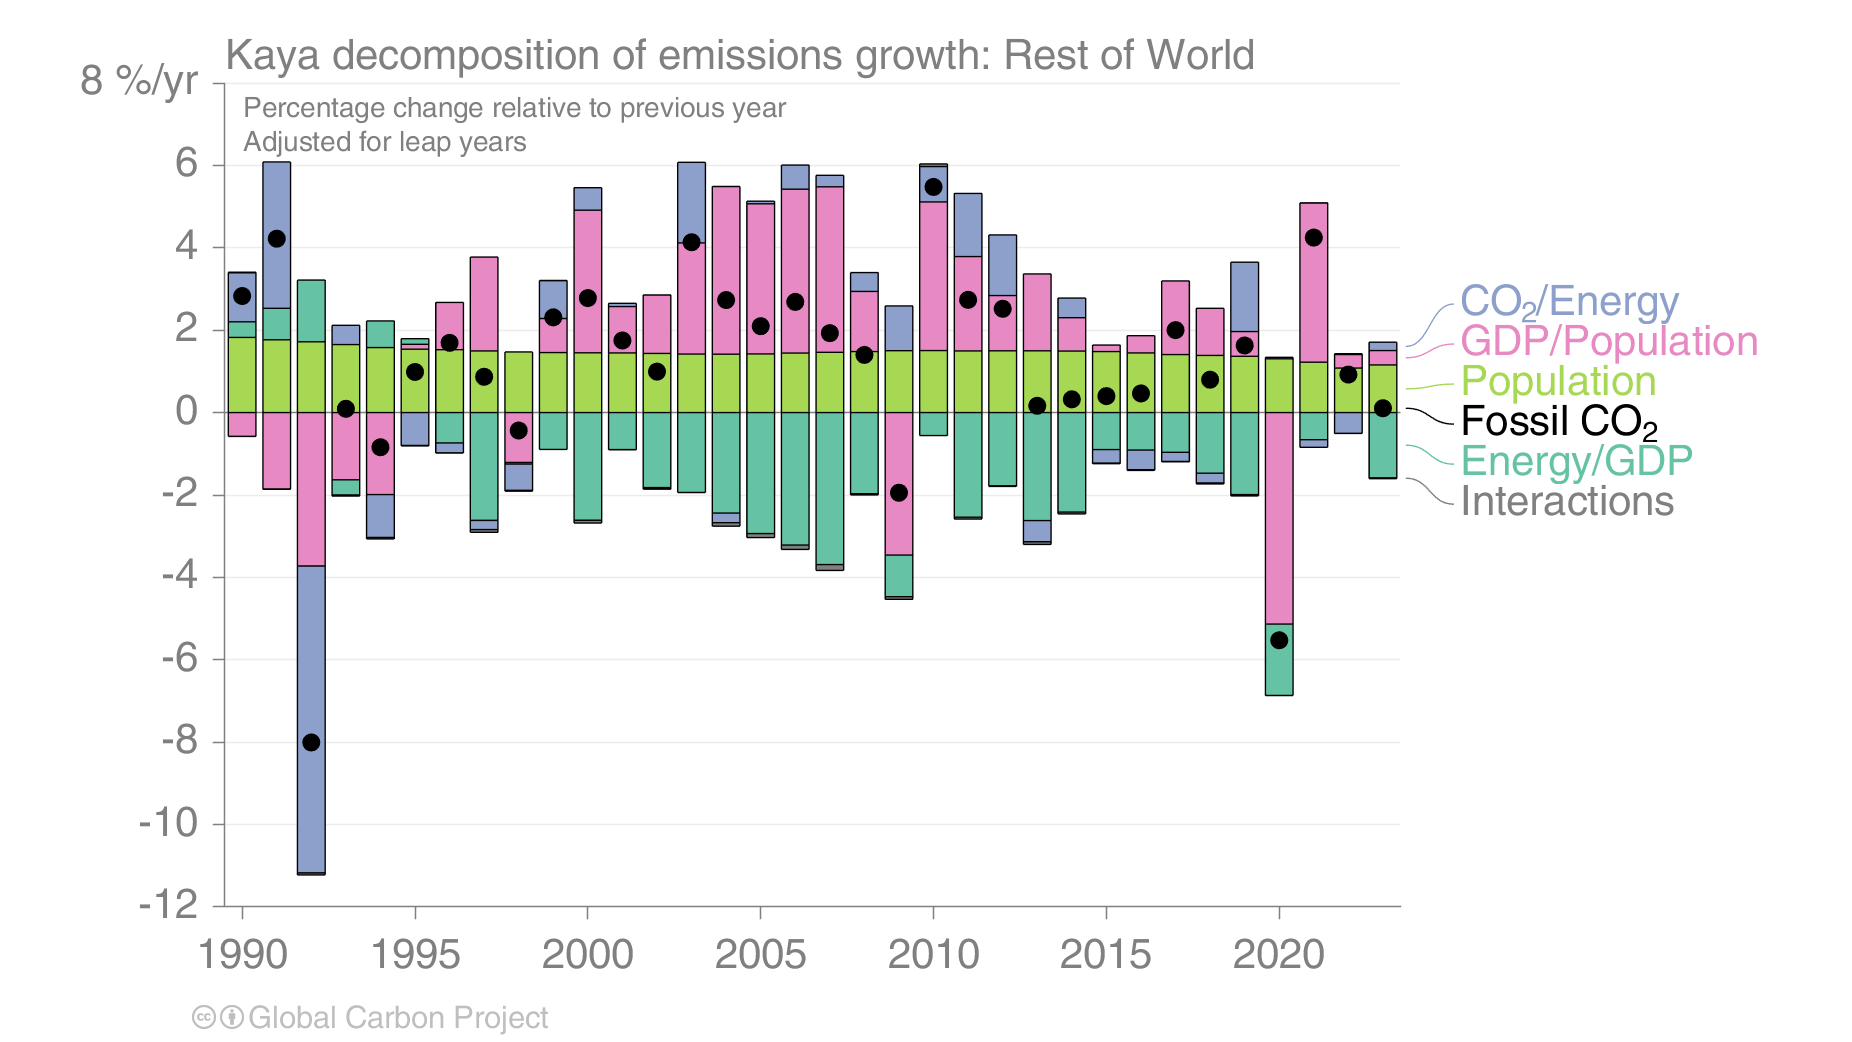 Kaya decomposition of emissions growth: Rest of World
8 %/yr
Percentage change relative to previous year
Adjusted for leap years
6
4
2
0
-2
-4
-6
-8
-10
-12
CO2/Energy
GDP/Population
Population
Fossil CO2
Energy/GDP
Interactions
1990 1995 2000 2005 2010 2015 2020
cc Global Carbon Project